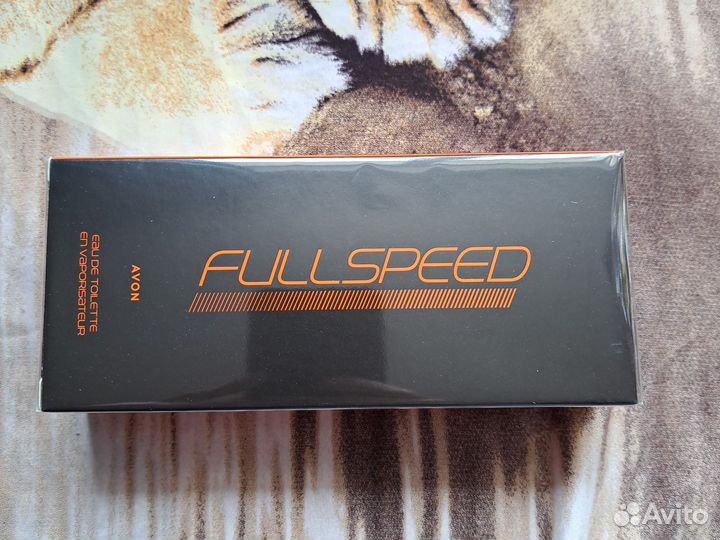 FULLSPEED
AVON
EAU DE TOILETTE
EN VAPORISATEUR
Avito